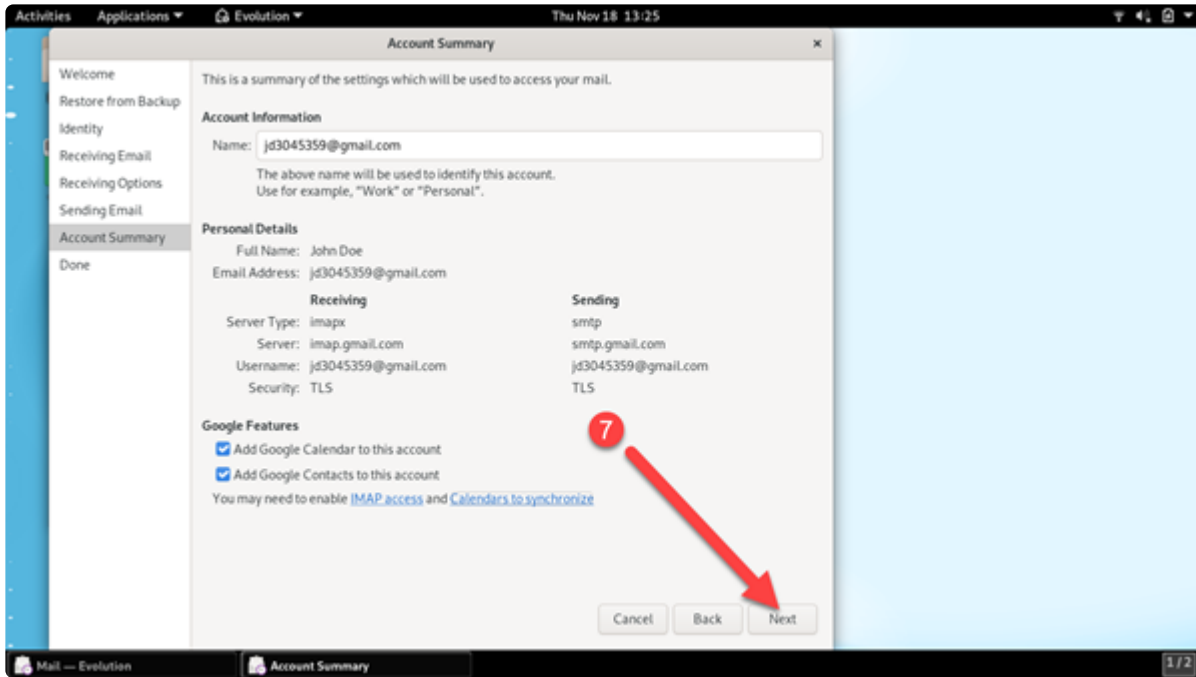 Activities Applications Evolution Thu Nov 18 13:25
Account Summary
Welcome
Restore from Backup
Identity
Receiving Email
Receiving Options
Sending Email
Account Summary
Done
This is a summary of the settings which will be used to access your mail.
Account Information
Name: jd3045359@gmail.com
The above name will be used to identify this account.
Use for example, "Work" or "Personal".
Personal Details
Full Name: John Doe
Email Address: jd3045359@gmail.com
Receiving Sending
Server Type: imapx smtp
Server: imap.gmail.com smtp.gmail.com
Username: jd3045359@gmail.com jd3045359@gmail.com
Security: TLS TLS
Google Features
Add Google Calendar to this account
Add Google Contacts to this account
You may need to enable IMAP access and Calendars to synchronize
7
Cancel Back Next
Mail — Evolution Account Summary 1/2